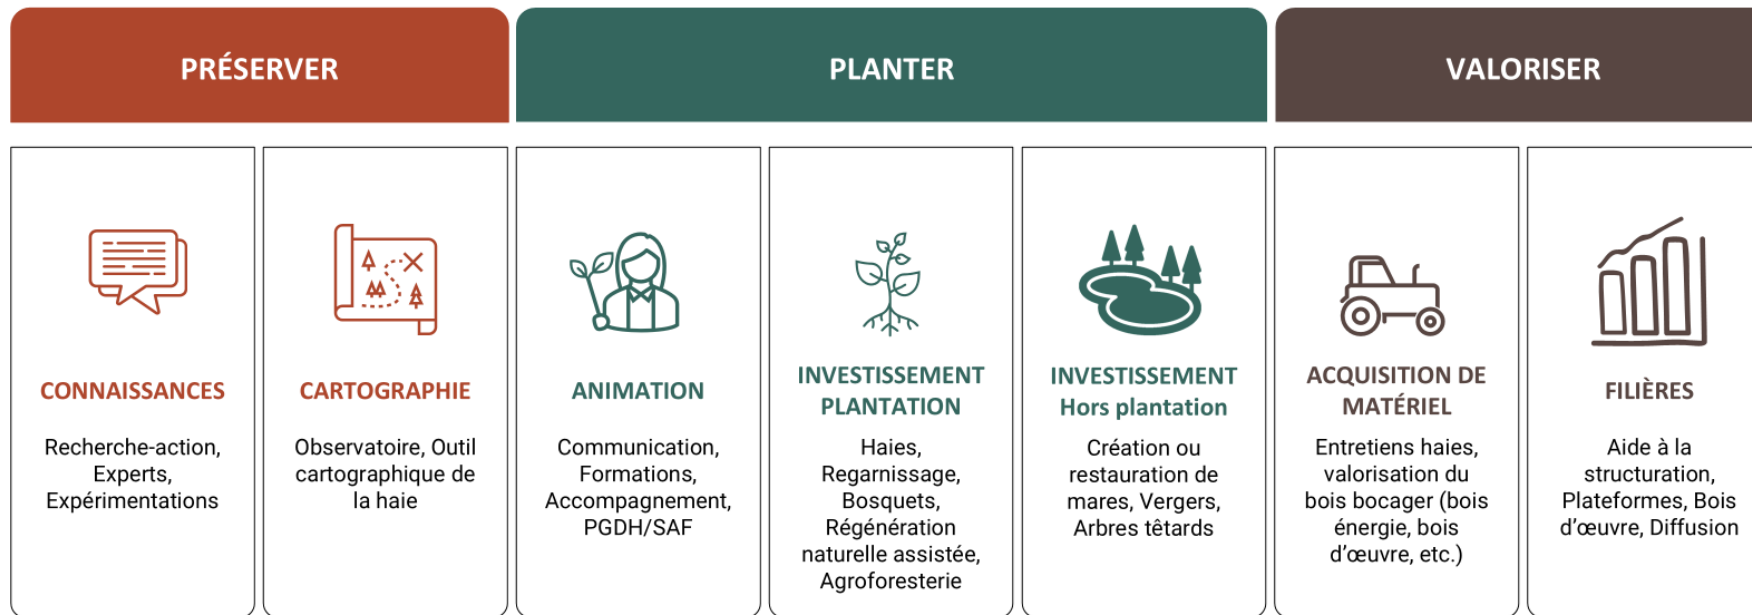 PRÉSERVER
PLANTER
VALORISER
CONNAISSANCES
Recherche-action,
Experts,
Expérimentations
CARTOGRAPHIE
Observatoire, Outil
cartographique de
la haie
ANIMATION
Communication,
Formations,
Accompagnement,
PGDH/SAF
INVESTISSEMENT
PLANTATION
Haies,
Regarnissage,
Bosquets,
Régénération
naturelle assistée,
Agroforesterie
INVESTISSEMENT
Hors plantation
Création ou
restauration de
mares, Vergers,
Arbres têtards
ACQUISITION DE
MATÉRIEL
Entretiens haies,
valorisation du
bois bocager (bois
énergie, bois
d’œuvre, etc.)
FILIÈRES
Aide à la
structuration,
Plateformes, Bois
d’œuvre, Diffusion